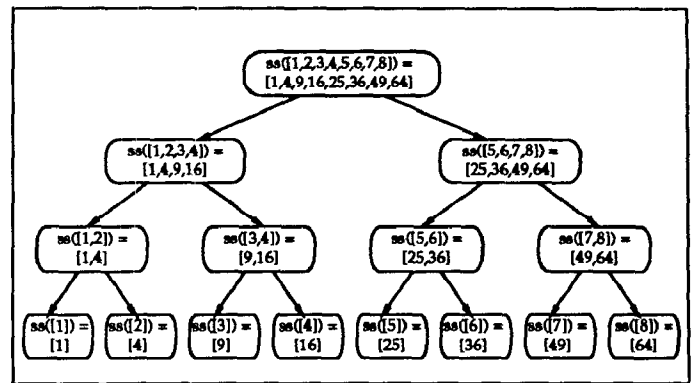 ss([1,2,3,4,5,6,7,8]) =
[1,4,9,16,25,36,49,64]
ss([1,2,3,4]) =
[1,4,9,16]
ss([5,6,7,8]) =
[25,36,49,64]
ss([1,2]) =
[1,4]
ss([3,4]) =
[9,16]
ss([5,6]) =
[25,36]
ss([7,8]) =
[49,64]
ss([1]) =
[1]
ss([2]) =
[4]
ss([3]) =
[9]
ss([4]) =
[16]
ss([5]) =
[25]
ss([6]) =
[36]
ss([7]) =
[49]
ss([8]) =
[64]